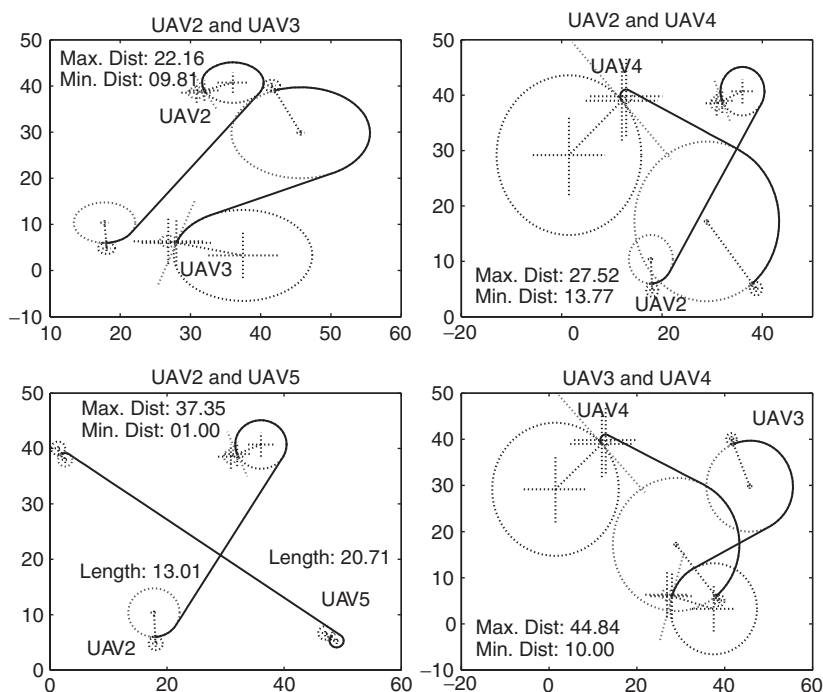 UAV2 and UAV3
Max. Dist: 22.16
Min. Dist: 09.81
UAV2
UAV3
50
40
30
20
10
0
−10
10
20
30
40
50
60
UAV2 and UAV4
UAV4
Max. Dist: 27.52
Min. Dist: 13.77
UAV2
50
40
30
20
10
0
−20
0
20
40
UAV2 and UAV5
Max. Dist: 37.35
Min. Dist: 01.00
Length: 13.01
Length: 20.71
UAV5
UAV2
50
40
30
20
10
0
0
20
40
60
UAV3 and UAV4
UAV4
UAV3
Max. Dist: 44.84
Min. Dist: 10.00
50
40
30
20
10
0
−10
−20
0
20
40
60